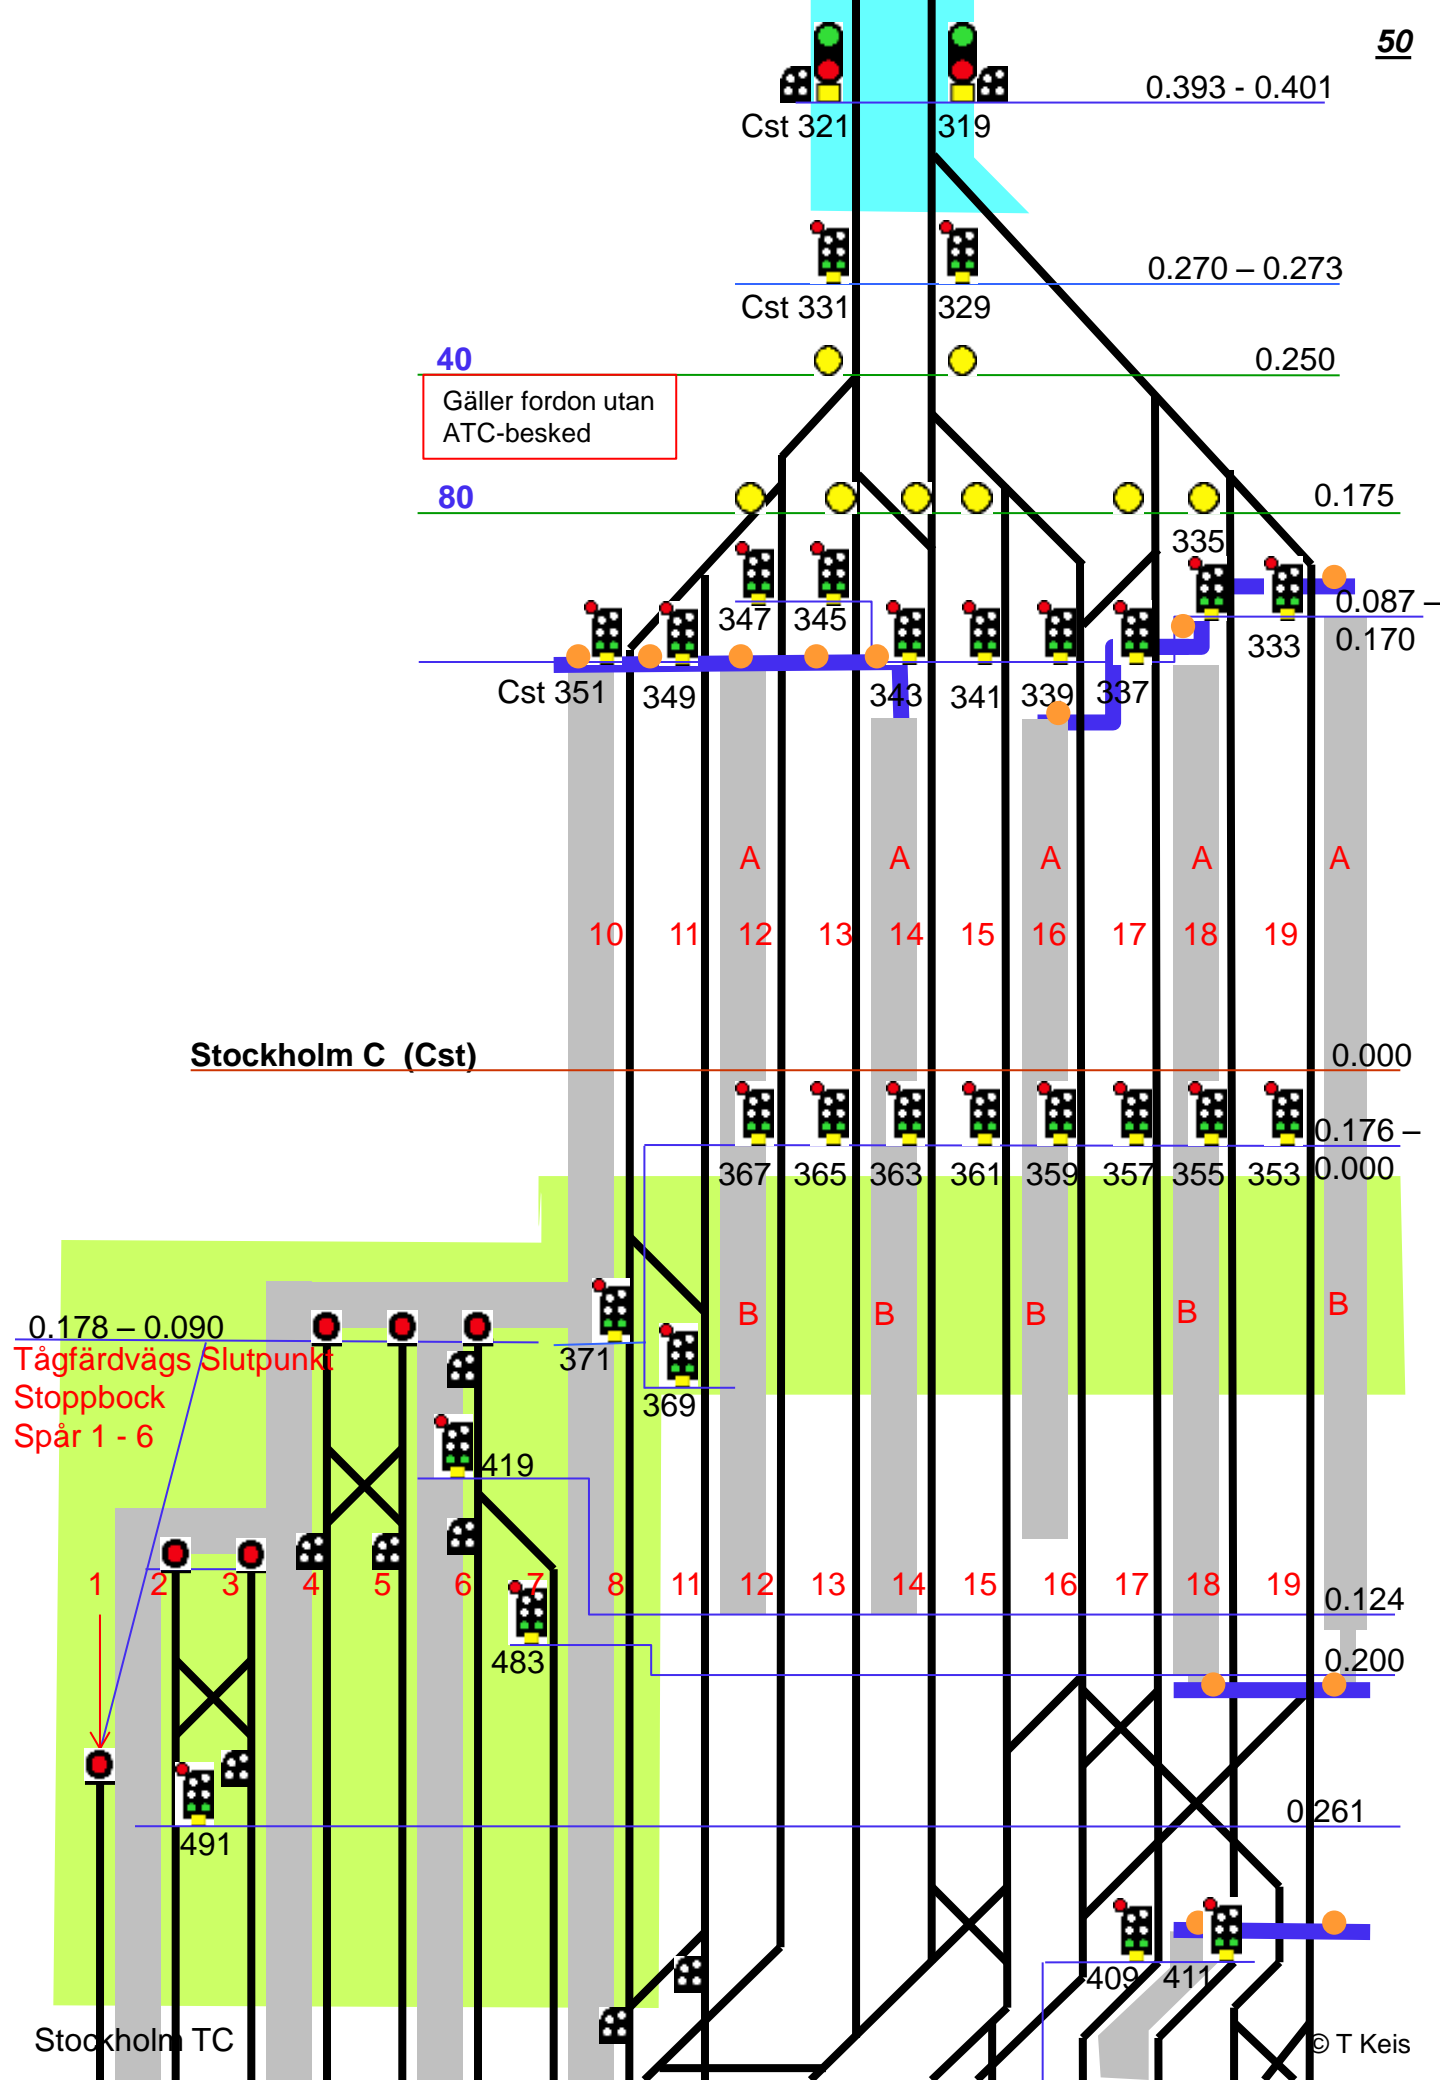 50
0.393 - 0.401
Cst 321 319
0.270 – 0.273
Cst 331 329
40 0.250
Gäller fordon utan
ATC-besked
80 0.175
335
347 345 0.087 –
333 0.170
Cst 351 349 343 341 339 337
A A A A A
10 11 12 13 14 15 16 17 18 19
Stockholm C (Cst) 0.000
0.176 –
367 365 363 361 359 357 355 353 0.000
B B B B B
0.178 – 0.090
Tågfärdvägs Slutpunkt 371
Stoppbock 369
Spår 1 - 6
419
1 2 3 4 5 6 7 8 11 12 13 14 15 16 17 18 19
0.124
483 0.200
0.261
491
409 411
Stockholm TC © T Keis